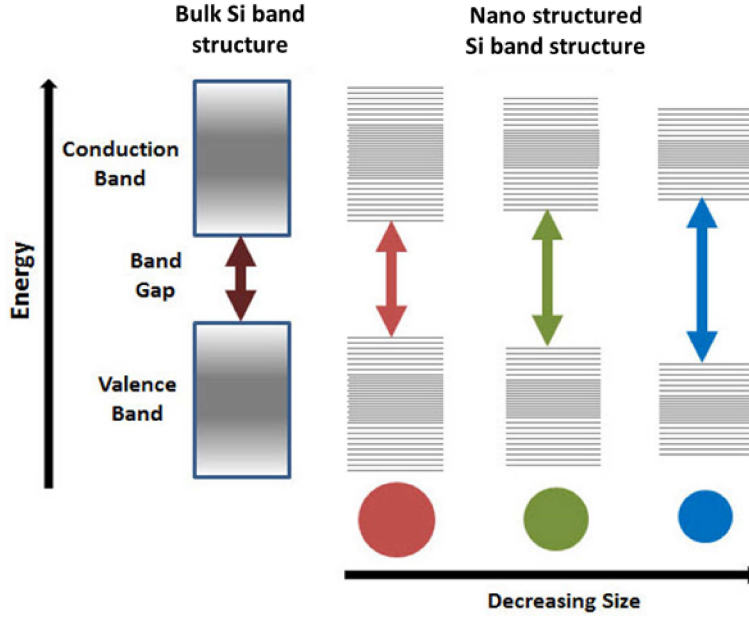 Bulk Si band
structure
Nano structured
Si band structure
Conduction
Band
Band
Gap
Valence
Band
Energy
Decreasing Size